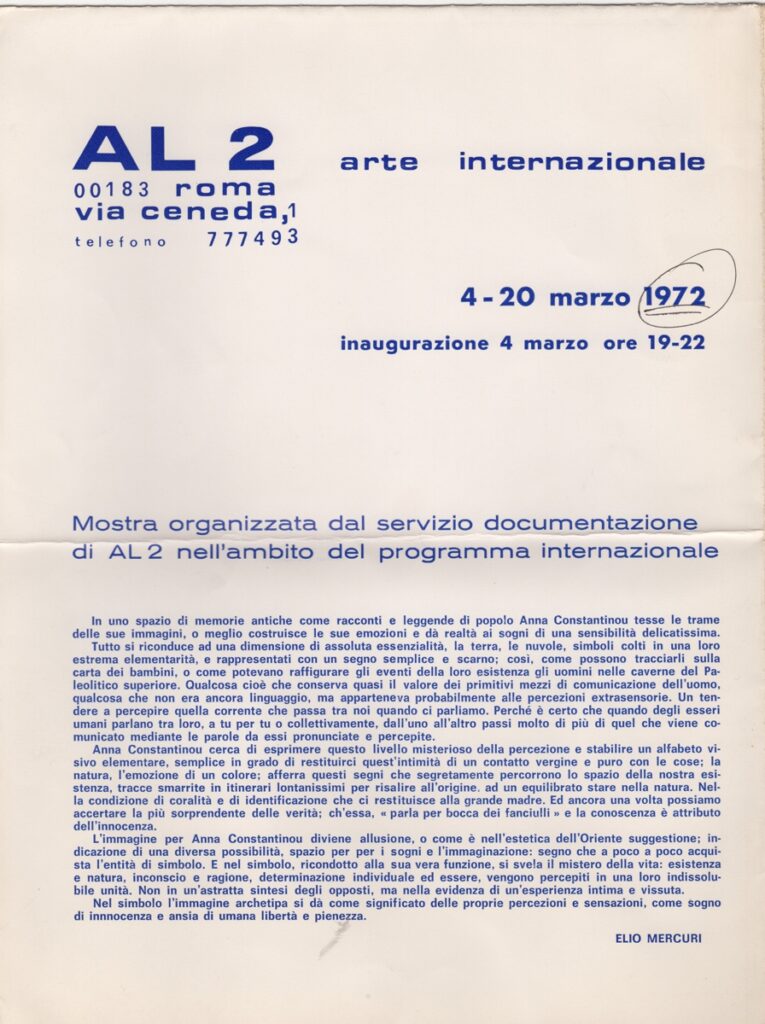 AL 2 arte internazionale
00183 roma
via ceneda,1
telefono 777493
4-20 marzo 1972
inaugurazione 4 marzo ore 19-22
Mostra organizzata dal servizio documentazione
di AL 2 nell'ambito del programma internazionale
In uno spazio di memorie antiche come racconti e leggende di popolo Anna Constantinou tesse le trame
delle sue immagini, o meglio costruisce le sue emozioni e dà realtà ai sogni di una sensibilità delicatissima.
Tutto si riconduce ad una dimensione di assoluta essenzialità, la terra, le nuvole, simboli colti in una loro
estrema elementarità, e rappresentati con un segno semplice e scarno; così, come possono tracciarli sulla
carta dei bambini, o come potevano raffigurare gli eventi della loro esistenza gli uomini nelle caverne del Pa-
leolitico superiore. Qualcosa cioè che conserva quasi il valore dei primitivi mezzi di comunicazione dell'uomo,
qualcosa che non era ancora linguaggio, ma apparteneva probabilmente alle percezioni extrasensorie. Un ten-
dere a percepire quella corrente che passa tra noi quando ci parliamo. Perché è certo che quando degli esseri
umani parlano tra loro, a tu per tu o collettivamente, dall'uno all'altro passi molto di più di quel che viene co-
municato mediante le parole da essi pronunciate e percepite.
Anna Constantinou cerca di esprimere questo livello misterioso della percezione e stabilire un alfabeto vi-
sivo elementare, semplice in grado di restituirci quest'intimità di un contatto vergine e puro con le cose; la
natura, l'emozione di un colore; afferra questi segni che segretamente percorrono lo spazio della nostra esi-
stenza, tracce smarrite in itinerari lontanissimi per risalire all'origine. ad un equilibrato stare nella natura. Nel-
la condizione di coralità e di identificazione che ci restituisce alla grande madre. Ed ancora una volta possiamo
accertare la più sorprendente delle verità; ch'essa, « parla per bocca dei fanciulli » e la conoscenza è attributo
dell'innocenza.
L'immagine per Anna Constantinou diviene allusione, o come è nell'estetica dell'Oriente suggestione; in-
dicazione di una diversa possibilità, spazio per per i sogni e l'immaginazione: segno che a poco a poco acqui-
sta l'entità di simbolo. E nel simbolo, ricondotto alla sua vera funzione, si svela il mistero della vita: esistenza
e natura, inconscio e ragione, determinazione individuale ed essere, vengono percepiti in una loro indissolu-
bile unità. Non in un'astratta sintesi degli opposti, ma nella evidenza di un'esperienza intima e vissuta.
Nel simbolo l'immagine archetipa si dà come significato delle proprie percezioni e sensazioni, come sogno
di innnocenza e ansia di umana libertà e pienezza.
ELIO MERCURI